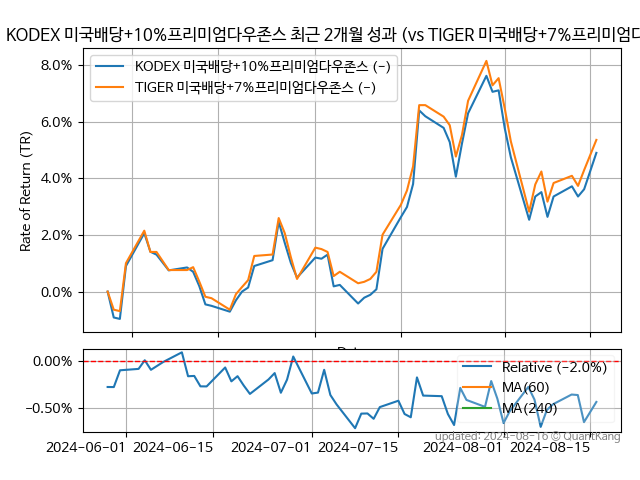 KODEX 미국배당+10%프리미엄다우존스 최근 2개월 성과 (vs TIGER 미국배당+7%프리미엄다
KODEX 미국배당+10%프리미엄다우존스 (-)
TIGER 미국배당+7%프리미엄다우존스 (-)
Rate of Return (TR)
8.0%
6.0%
4.0%
2.0%
0.0%
0.00%
-0.50%
Relative (-2.0%)
MA(60)
MA(240)
updated: 2024-08-16 © QuantKang
2024-06-01 2024-06-15 2024-07-01 2024-07-15 2024-08-01 2024-08-15